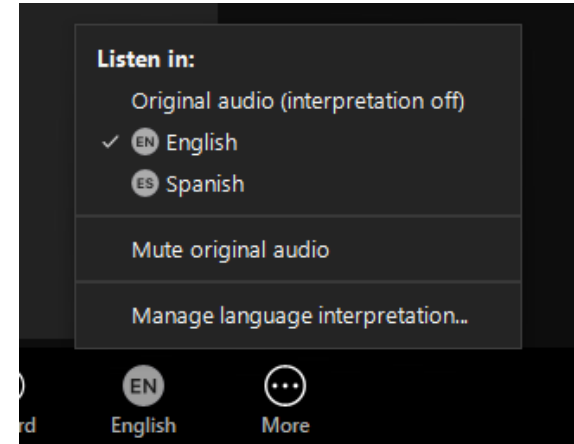 Listen in:
Original audio (interpretation off)
EN English
ES Spanish
Mute original audio
Manage language interpretation...
EN
rd English More